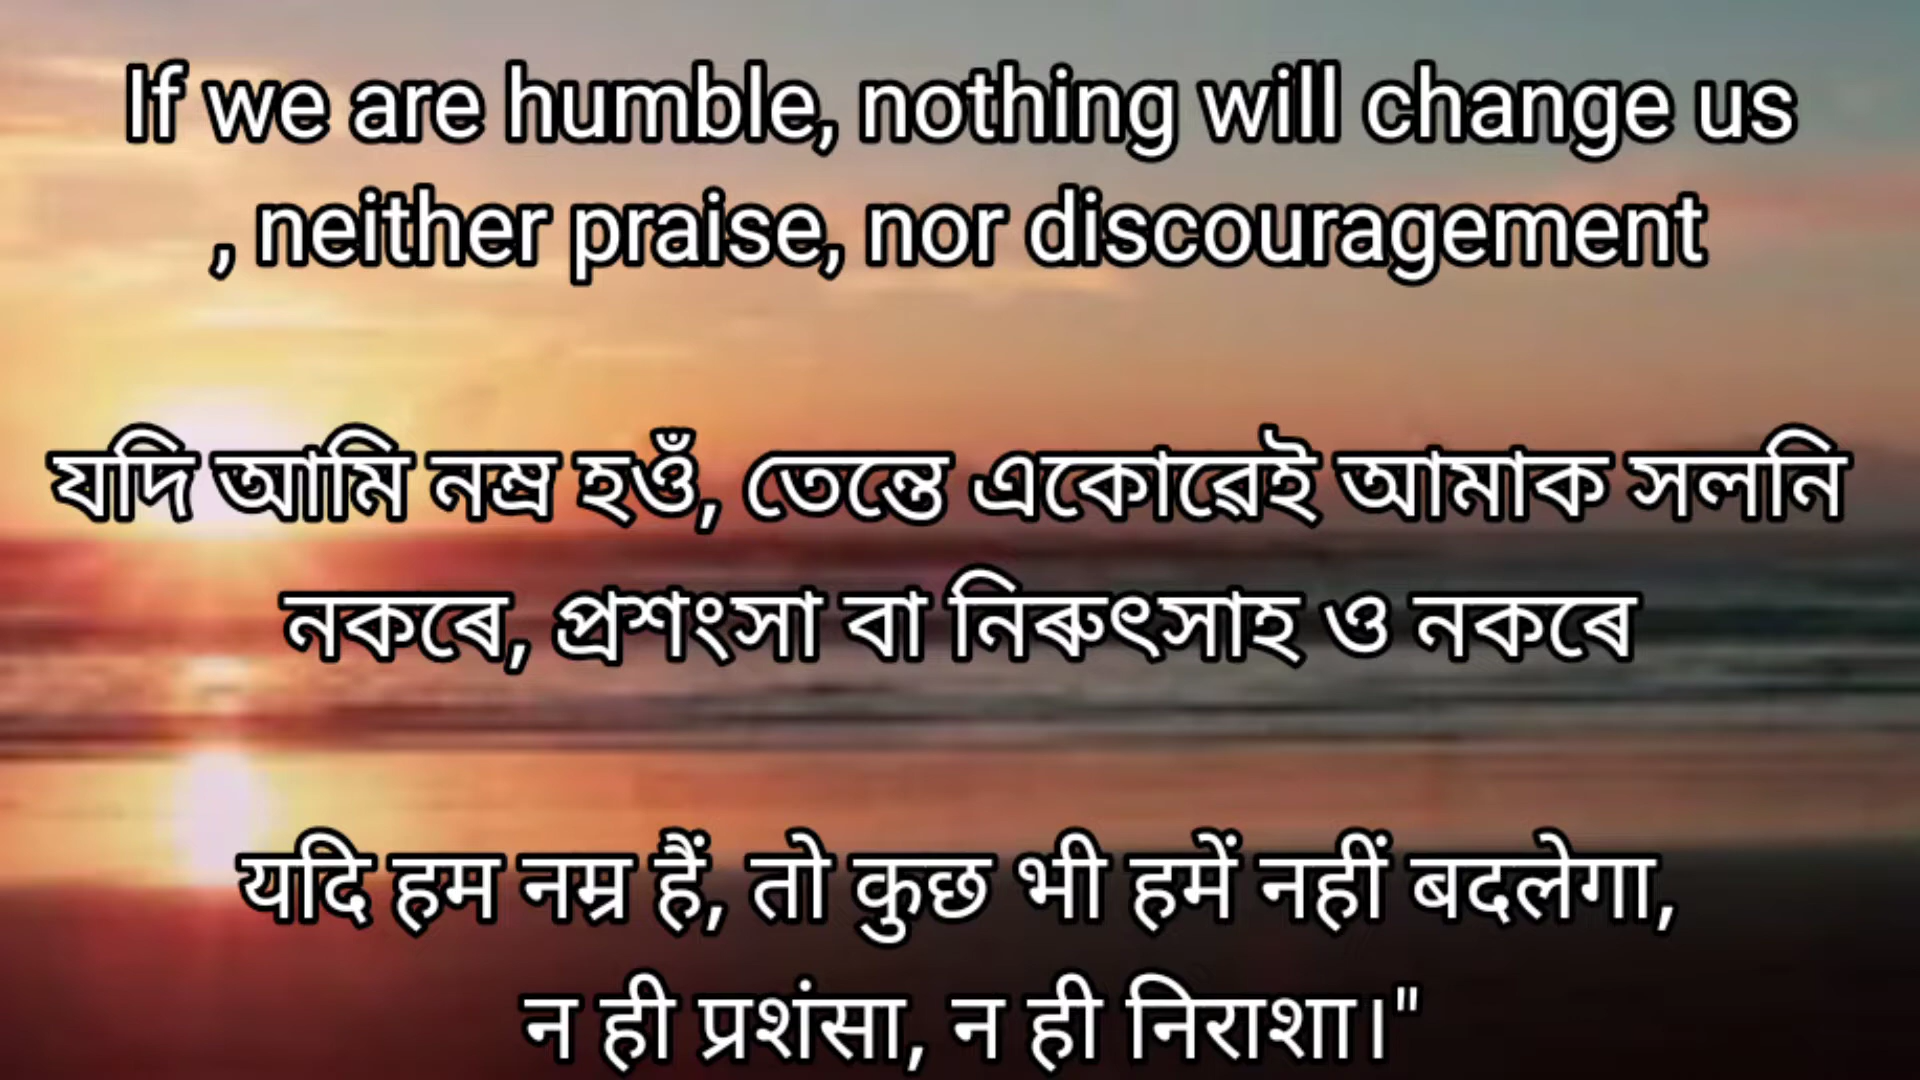 If we are humble, nothing will change us
, neither praise, nor discouragement
যদি আমি নম্ৰ হওঁ, তেন্তে একোৱেই আমাক সলনি
নকৰে, প্ৰশংসা বা নিৰুৎসাহ ও নকৰে
यदि हम नम्र हैं, तो कुछ भी हमें नहीं बदलेगा,
न ही प्रशंसा, न ही निराशा।"